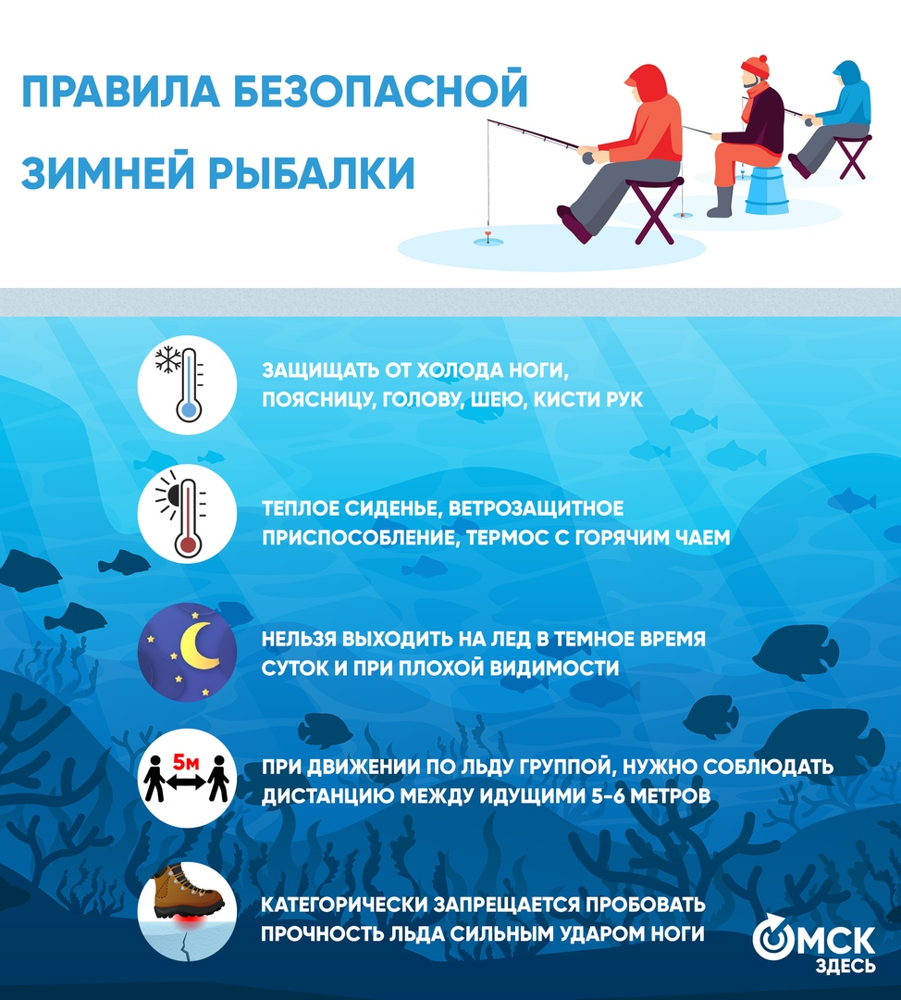 ПРАВИЛА БЕЗОПАСНОЙ
ЗИМНЕЙ РЫБАЛКИ
ЗАЩИЩАТЬ ОТ ХОЛОДА НОГИ,
ПОЯСНИЦУ, ГОЛОВУ, ШЕЮ, КИСТИ РУК
ТЕПЛОЕ СИДЕНЬЕ, ВЕТРОЗАЩИТНОЕ
ПРИСПОСОБЛЕНИЕ, ТЕРМОС С ГОРЯЧИМ ЧАЕМ
НЕЛЬЗЯ ВЫХОДИТЬ НА ЛЕД В ТЕМНОЕ ВРЕМЯ
СУТОК И ПРИ ПЛОХОЙ ВИДИМОСТИ
5м
ПРИ ДВИЖЕНИИ ПО ЛЬДУ ГРУППОЙ, НУЖНО СОБЛЮДАТЬ
ДИСТАНЦИЮ МЕЖДУ ИДУЩИМИ 5-6 МЕТРОВ
КАТЕГОРИЧЕСКИ ЗАПРЕЩАЕТСЯ ПРОБОВАТЬ
ПРОЧНОСТЬ ЛЬДА СИЛЬНЫМ УДАРОМ НОГИ
ОМСК
ЗДЕСЬ